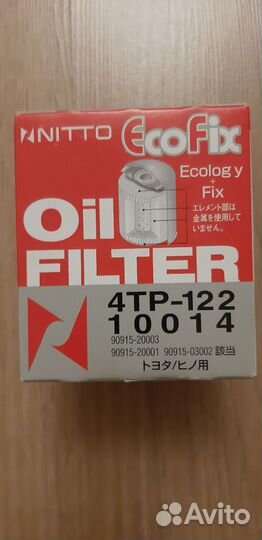 NITTO EcoFix
Ecology
+
Fix
エレメント部は
金属を使用して
いません。
Oil
FILTER
4TP-122
10014
90915-20003
90915-20001 90915-03002 該当
トヨタ/ヒノ用
Avito